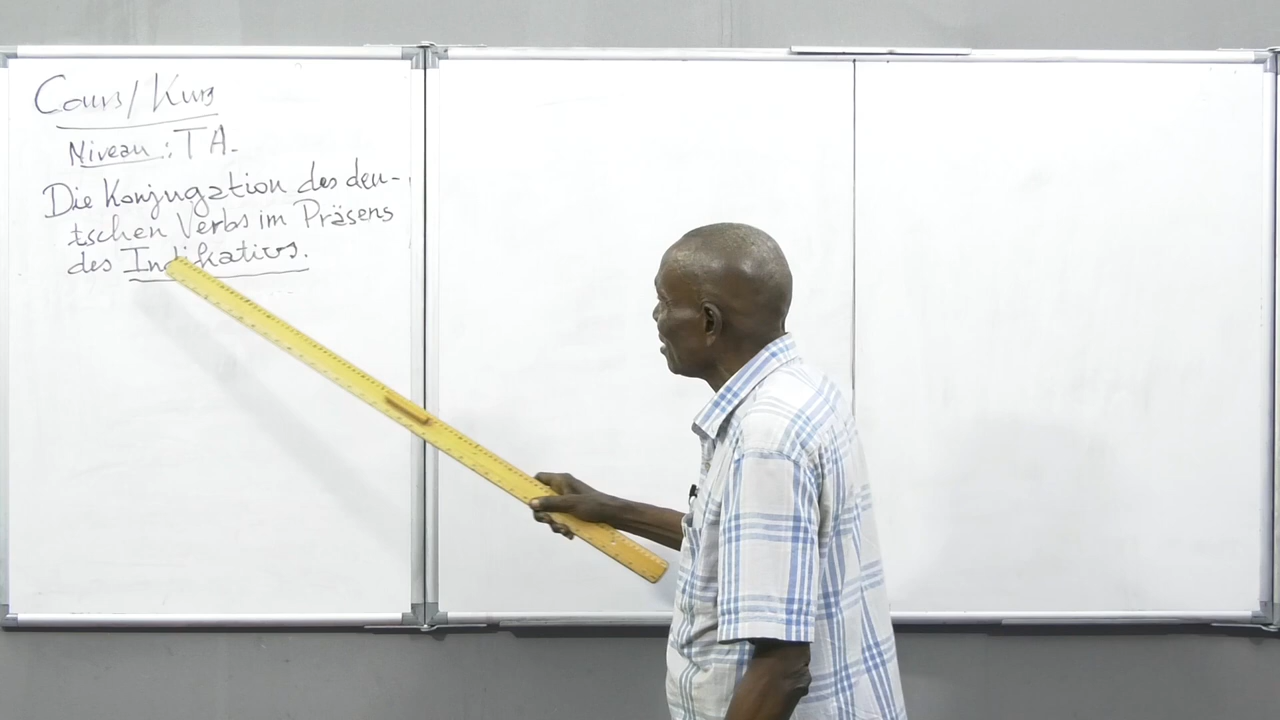 Cours/Kurs
Niveau : TA.
Die Konjugation des deu-
tschen Verbs im Präsens
des Indikativs.